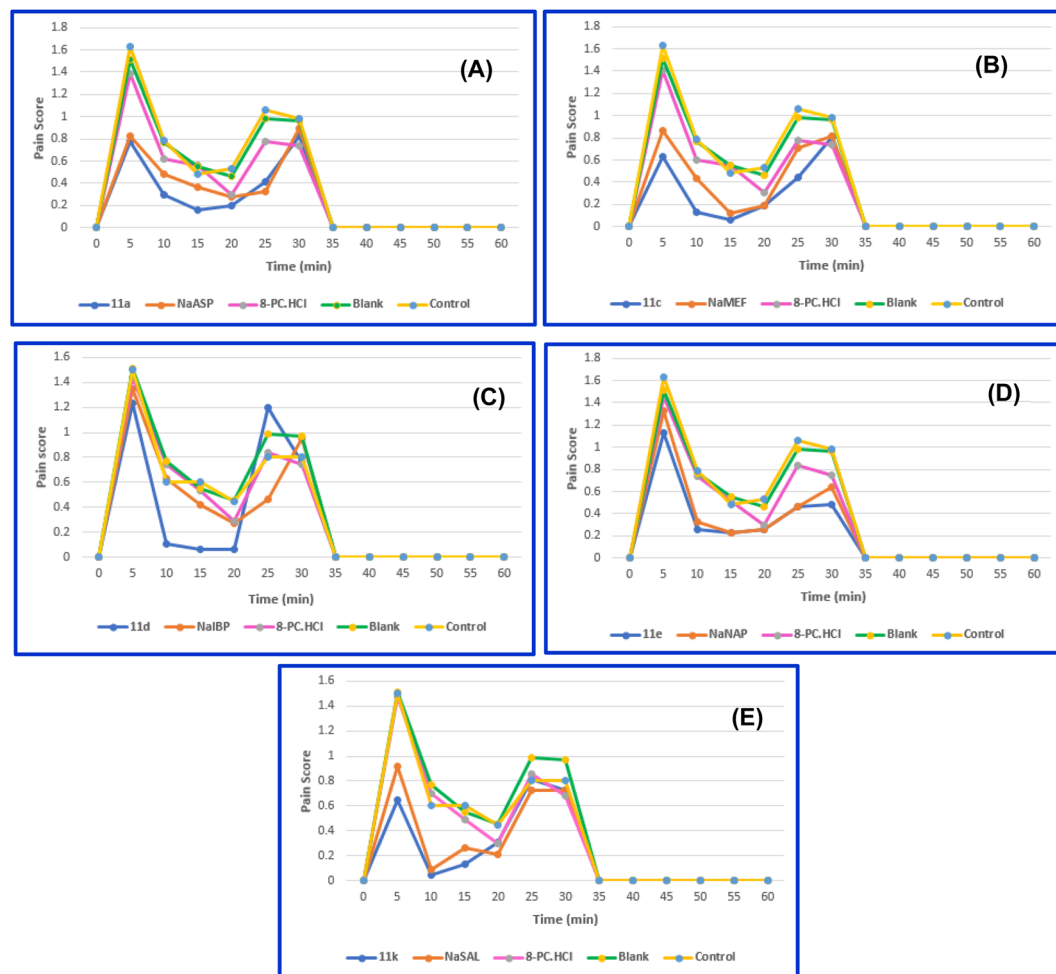 (A)
Pain Score
1.8
1.6
1.4
1.2
1
0.8
0.6
0.4
0.2
0
0 5 10 15 20 25 30 35 40 45 50 55 60
Time (min)
11a NaASP 8-PC.HCl Blank Control
(B)
Pain Score
1.8
1.6
1.4
1.2
1
0.8
0.6
0.4
0.2
0
0 5 10 15 20 25 30 35 40 45 50 55 60
Time (min)
11c NaMEF 8-PC.HCl Blank Control
(C)
Pain score
1.6
1.4
1.2
1
0.8
0.6
0.4
0.2
0
0 5 10 15 20 25 30 35 40 45 50 55 60
Time (min)
11d NaIBP 8-PC.HCl Blank Control
(D)
Pain Score
1.8
1.6
1.4
1.2
1
0.8
0.6
0.4
0.2
0
0 5 10 15 20 25 30 35 40 45 50 55 60
Time (min)
11e NaNAP 8-PC.HCl Blank Control
(E)
Pain Score
1.6
1.4
1.2
1
0.8
0.6
0.4
0.2
0
0 5 10 15 20 25 30 35 40 45 50 55 60
Time (min)
11k NaSAL 8-PC.HCl Blank Control